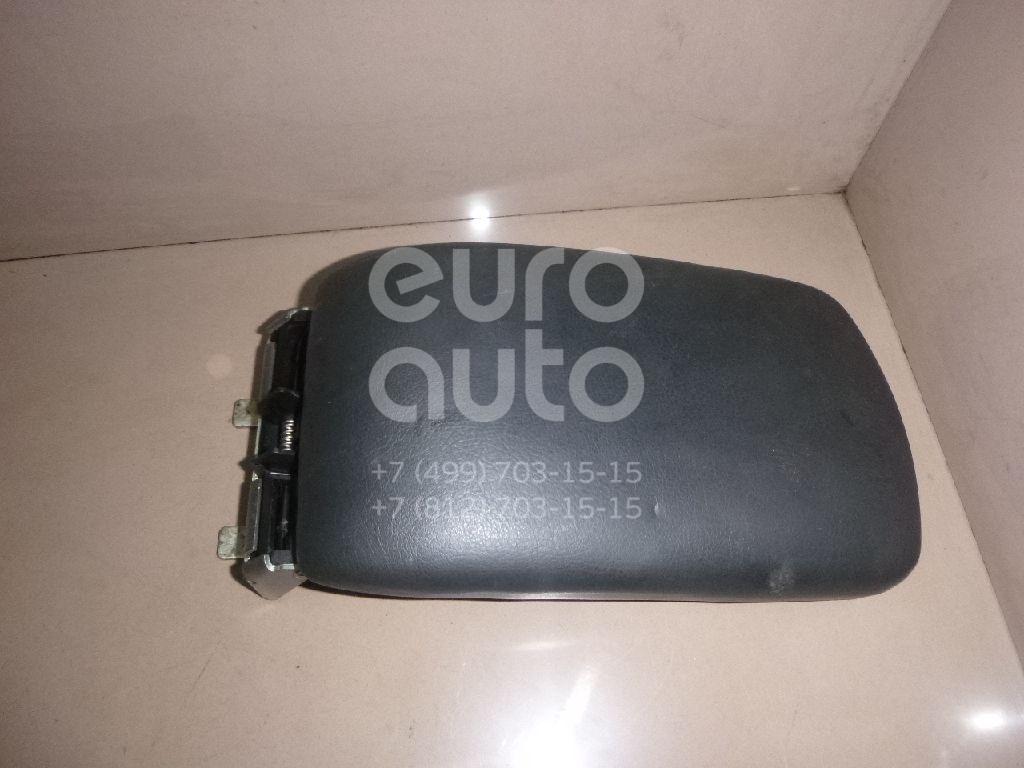 euro
auto
+7 (499) 703-15-15
+7 (812) 703-15-15